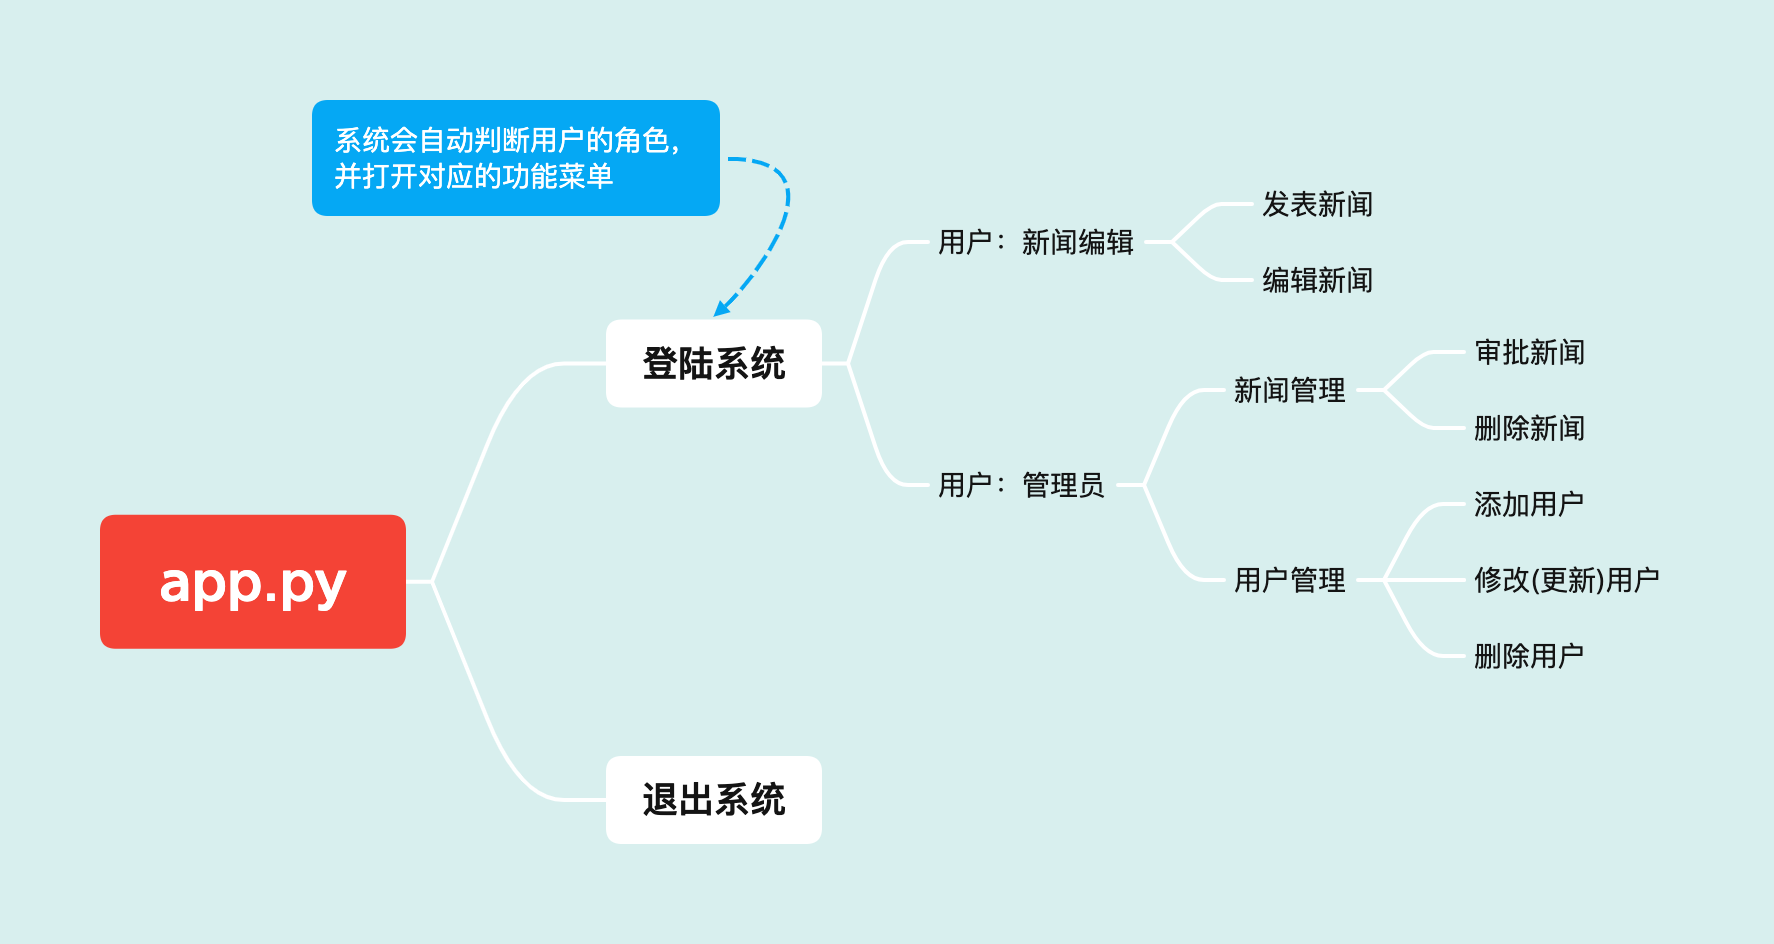 系统会自动判断用户的角色，
并打开对应的功能菜单
发表新闻
用户：新闻编辑
编辑新闻
登陆系统
审批新闻
新闻管理
删除新闻
用户：管理员
添加用户
app.py
用户管理
修改(更新)用户
删除用户
退出系统